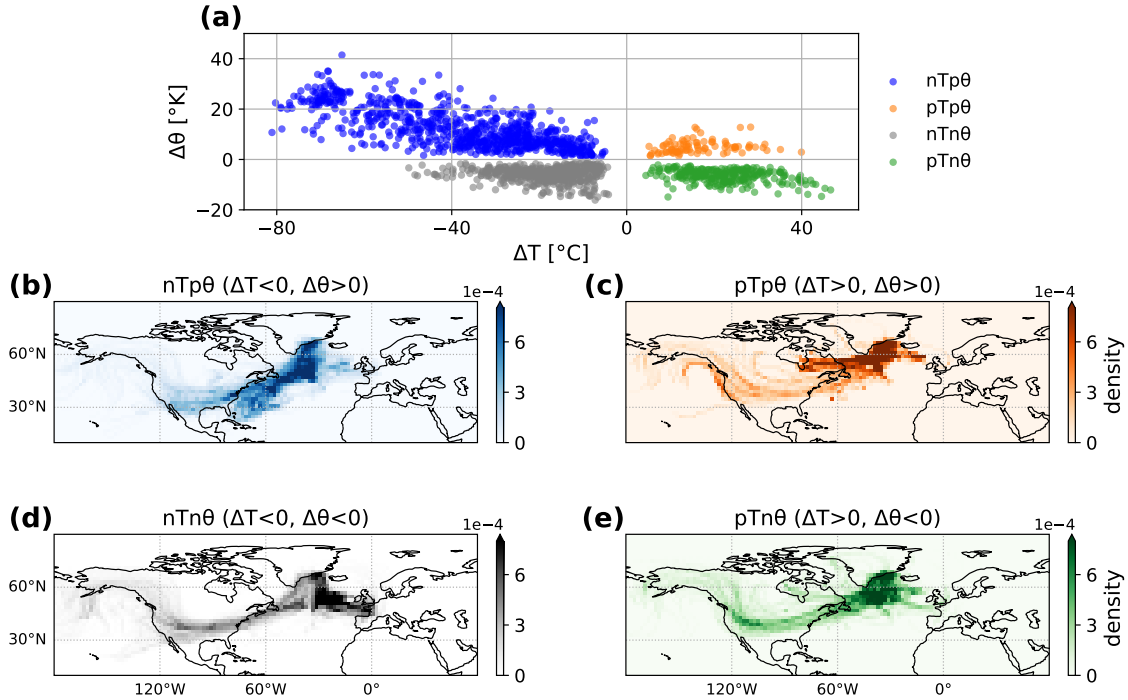 (a)
Δθ [°K]
40
20
0
−20
−80
−40
0
40
ΔT [°C]
nTpθ
pTpθ
nTnθ
pTnθ
(b)
nTpθ (ΔT<0, Δθ>0)
1e−4
60°N
30°N
6
3
0
(c)
pTpθ (ΔT>0, Δθ>0)
1e−4
6
3
0
density
(d)
nTnθ (ΔT<0, Δθ<0)
1e−4
60°N
30°N
120°W
60°W
0°
6
3
0
(e)
pTnθ (ΔT>0, Δθ<0)
1e−4
120°W
60°W
0°
6
3
0
density